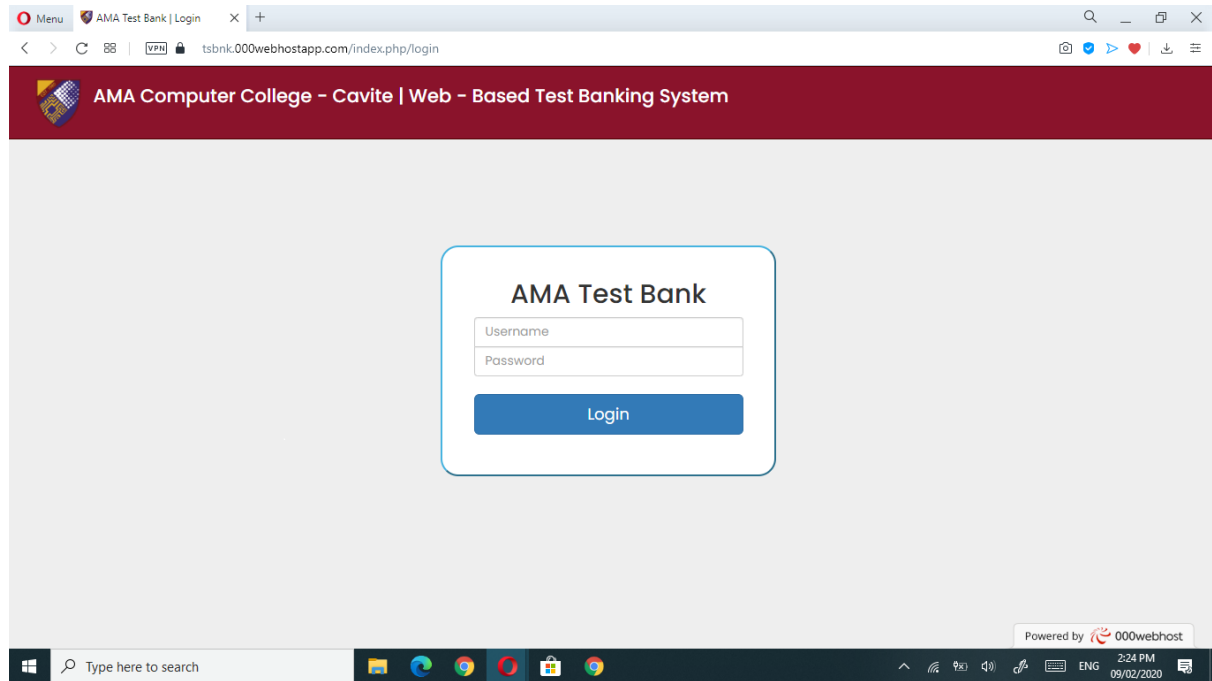 Menu
AMA Test Bank | Login
VPN
tsbnk.000webhostapp.com/index.php/login
AMA Computer College - Cavite | Web - Based Test Banking System
AMA Test Bank
Username
Password
Login
Powered by 000webhost
Type here to search
ENG
2:24 PM
09/02/2020